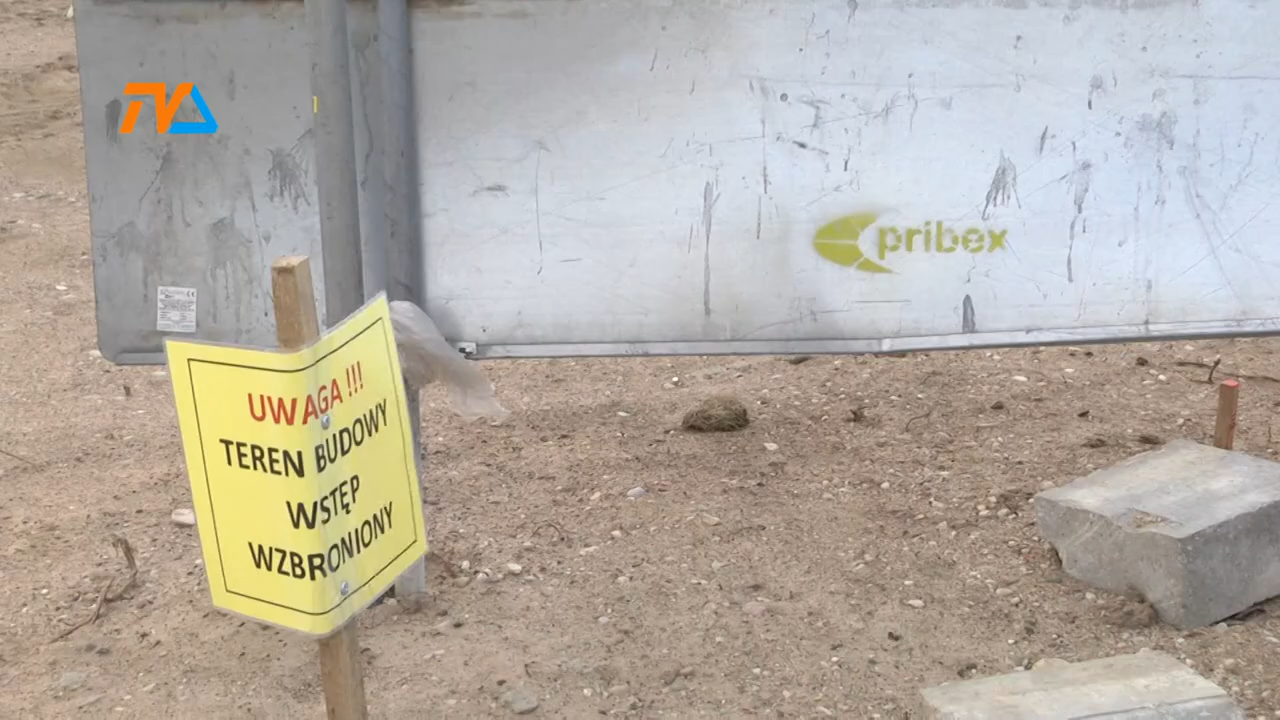 TVA
pribex
UWAGA !!!
TEREN BUDOWY
WSTĘP
WZBRONIONY